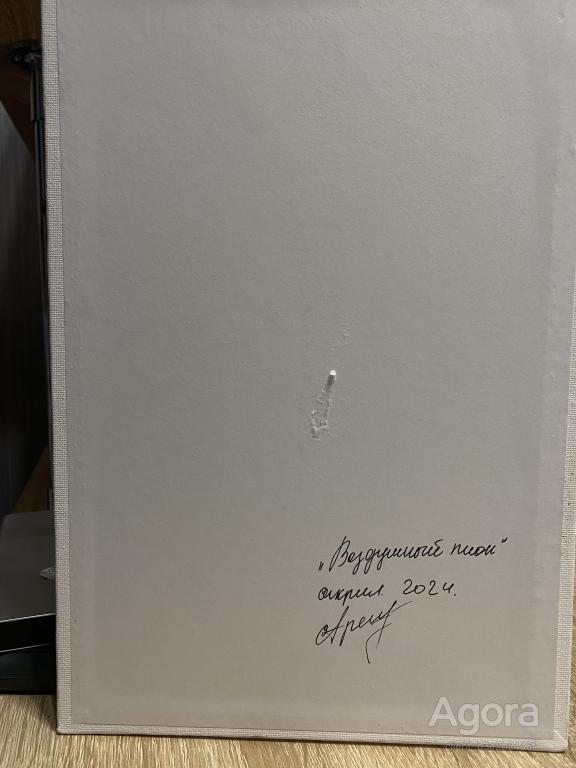 „Воздушный пион"
акрил. 2024.
Agora